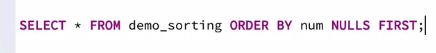 SELECT * FROM demo_sorting ORDER BY num NULLS FIRST;